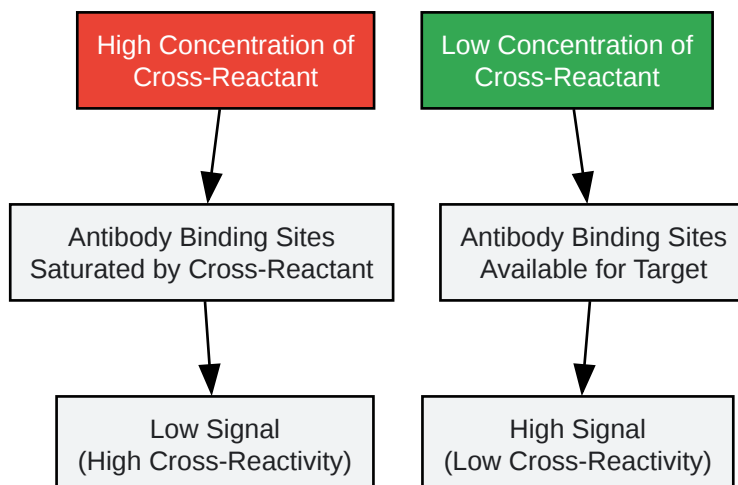 High Concentration of
Cross-Reactant
Low Concentration of
Cross-Reactant
Antibody Binding Sites
Saturated by Cross-Reactant
Antibody Binding Sites
Available for Target
Low Signal
(High Cross-Reactivity)
High Signal
(Low Cross-Reactivity)